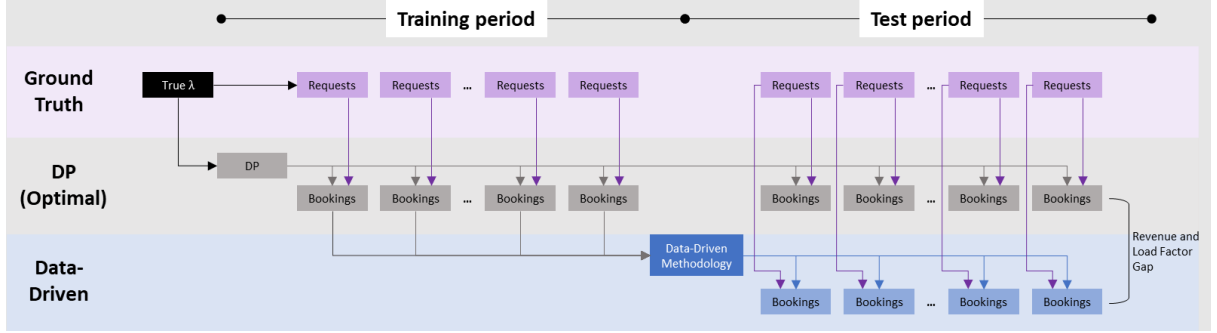 Training period
Test period
Ground
Truth
True λ
Requests
Requests
...
Requests
Requests
Requests
Requests
...
Requests
Requests
DP
(Optimal)
DP
Bookings
Bookings
...
Bookings
Bookings
Bookings
Bookings
...
Bookings
Bookings
Revenue and
Load Factor
Gap
Data-
Driven
Data-Driven
Methodology
Bookings
Bookings
...
Bookings
Bookings